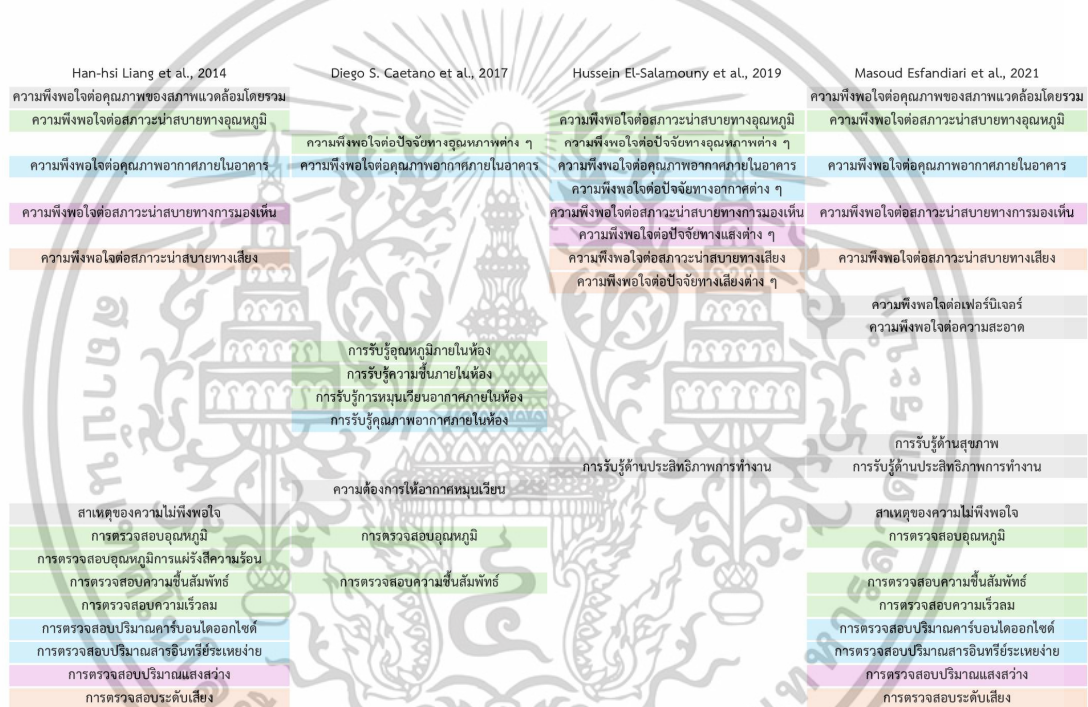 Han-hsi Liang et al., 2014 Diego S. Caetano et al., 2017 Hussein El-Salamouny et al., 2019 Masoud Esfandiari et al., 2021
ความพึงพอใจต่อคุณภาพของสภาพแวดล้อมโดยรวม ความพึงพอใจต่อคุณภาพของสภาพแวดล้อมโดยรวม
ความพึงพอใจต่อสภาวะน่าสบายทางอุณหภูมิ ความพึงพอใจต่อสภาวะน่าสบายทางอุณหภูมิ ความพึงพอใจต่อสภาวะน่าสบายทางอุณหภูมิ
ความพึงพอใจต่อปัจจัยทางอุณหภาพต่าง ๆ ความพึงพอใจต่อปัจจัยทางอุณหภาพต่าง ๆ
ความพึงพอใจต่อคุณภาพอากาศภายในอาคาร ความพึงพอใจต่อคุณภาพอากาศภายในอาคาร ความพึงพอใจต่อคุณภาพอากาศภายในอาคาร ความพึงพอใจต่อคุณภาพอากาศภายในอาคาร
ความพึงพอใจต่อปัจจัยทางอากาศต่าง ๆ
ความพึงพอใจต่อสภาวะน่าสบายทางการมองเห็น ความพึงพอใจต่อสภาวะน่าสบายทางการมองเห็น ความพึงพอใจต่อสภาวะน่าสบายทางการมองเห็น
ความพึงพอใจต่อปัจจัยทางแสงต่าง ๆ
ความพึงพอใจต่อสภาวะน่าสบายทางเสียง ความพึงพอใจต่อสภาวะน่าสบายทางเสียง ความพึงพอใจต่อสภาวะน่าสบายทางเสียง
ความพึงพอใจต่อปัจจัยทางเสียงต่าง ๆ
ความพึงพอใจต่อเฟอร์นิเจอร์
ความพึงพอใจต่อความสะอาด
การรับรู้อุณหภูมิภายในห้อง
การรับรู้ความชื้นภายในห้อง
การรับรู้การหมุนเวียนอากาศภายในห้อง
การรับรู้คุณภาพอากาศภายในห้อง
การรับรู้ด้านสุขภาพ
การรับรู้ด้านประสิทธิภาพการทำงาน การรับรู้ด้านประสิทธิภาพการทำงาน
ความต้องการให้อากาศหมุนเวียน
สาเหตุของความไม่พึงพอใจ สาเหตุของความไม่พึงพอใจ
การตรวจสอบอุณหภูมิ การตรวจสอบอุณหภูมิ การตรวจสอบอุณหภูมิ
การตรวจสอบอุณหภูมิการแผ่รังสีความร้อน
การตรวจสอบความชื้นสัมพัทธ์ การตรวจสอบความชื้นสัมพัทธ์ การตรวจสอบความชื้นสัมพัทธ์
การตรวจสอบความเร็วลม การตรวจสอบความเร็วลม
การตรวจสอบปริมาณคาร์บอนไดออกไซด์ การตรวจสอบปริมาณคาร์บอนไดออกไซด์
การตรวจสอบปริมาณสารอินทรีย์ระเหยง่าย การตรวจสอบปริมาณสารอินทรีย์ระเหยง่าย
การตรวจสอบปริมาณแสงสว่าง การตรวจสอบปริมาณแสงสว่าง
การตรวจสอบระดับเสียง การตรวจสอบระดับเสียง